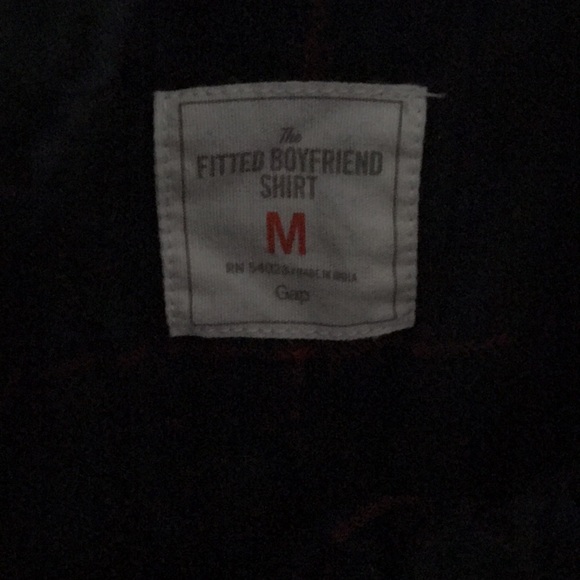 The
FITTED BOYFRIEND
SHIRT
M
RN 54023 MADE IN INDIA
Gap